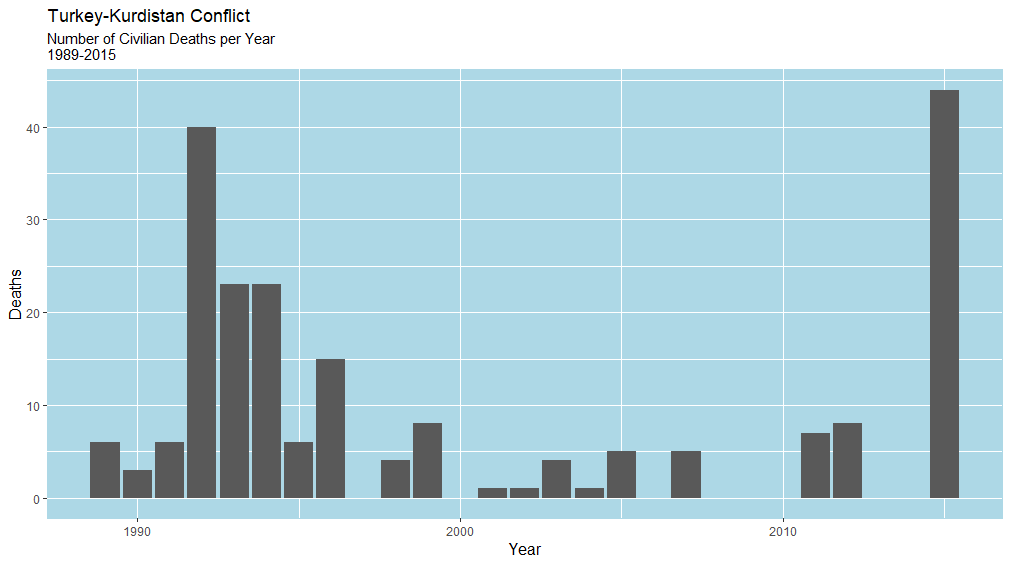 Turkey-Kurdistan Conflict
Number of Civilian Deaths per Year
1989-2015
Deaths
40
30
20
10
0
1990 2000 2010
Year